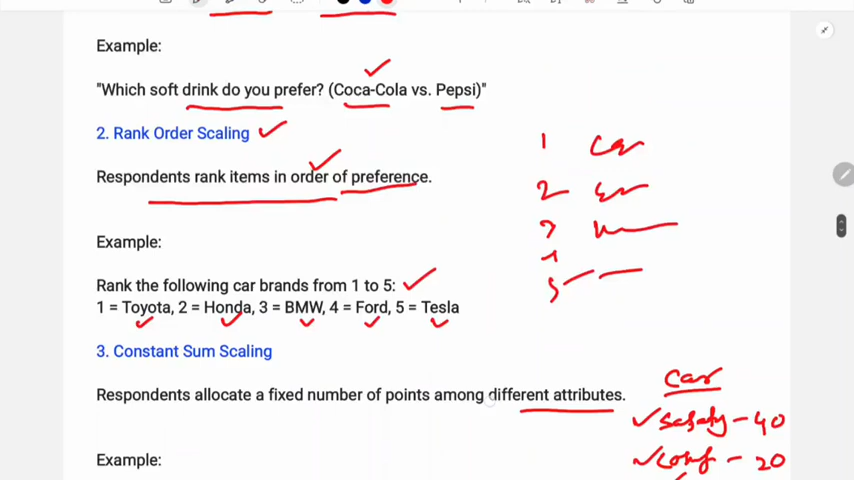 Example:
"Which soft drink do you prefer? (Coca-Cola vs. Pepsi)"
2. Rank Order Scaling
Respondents rank items in order of preference.
1 car
2
3
4
5
Example:
Rank the following car brands from 1 to 5:
1 = Toyota, 2 = Honda, 3 = BMW, 4 = Ford, 5 = Tesla
3. Constant Sum Scaling
car
Respondents allocate a fixed number of points among different attributes.
safety - 40
Example:
conf - 20